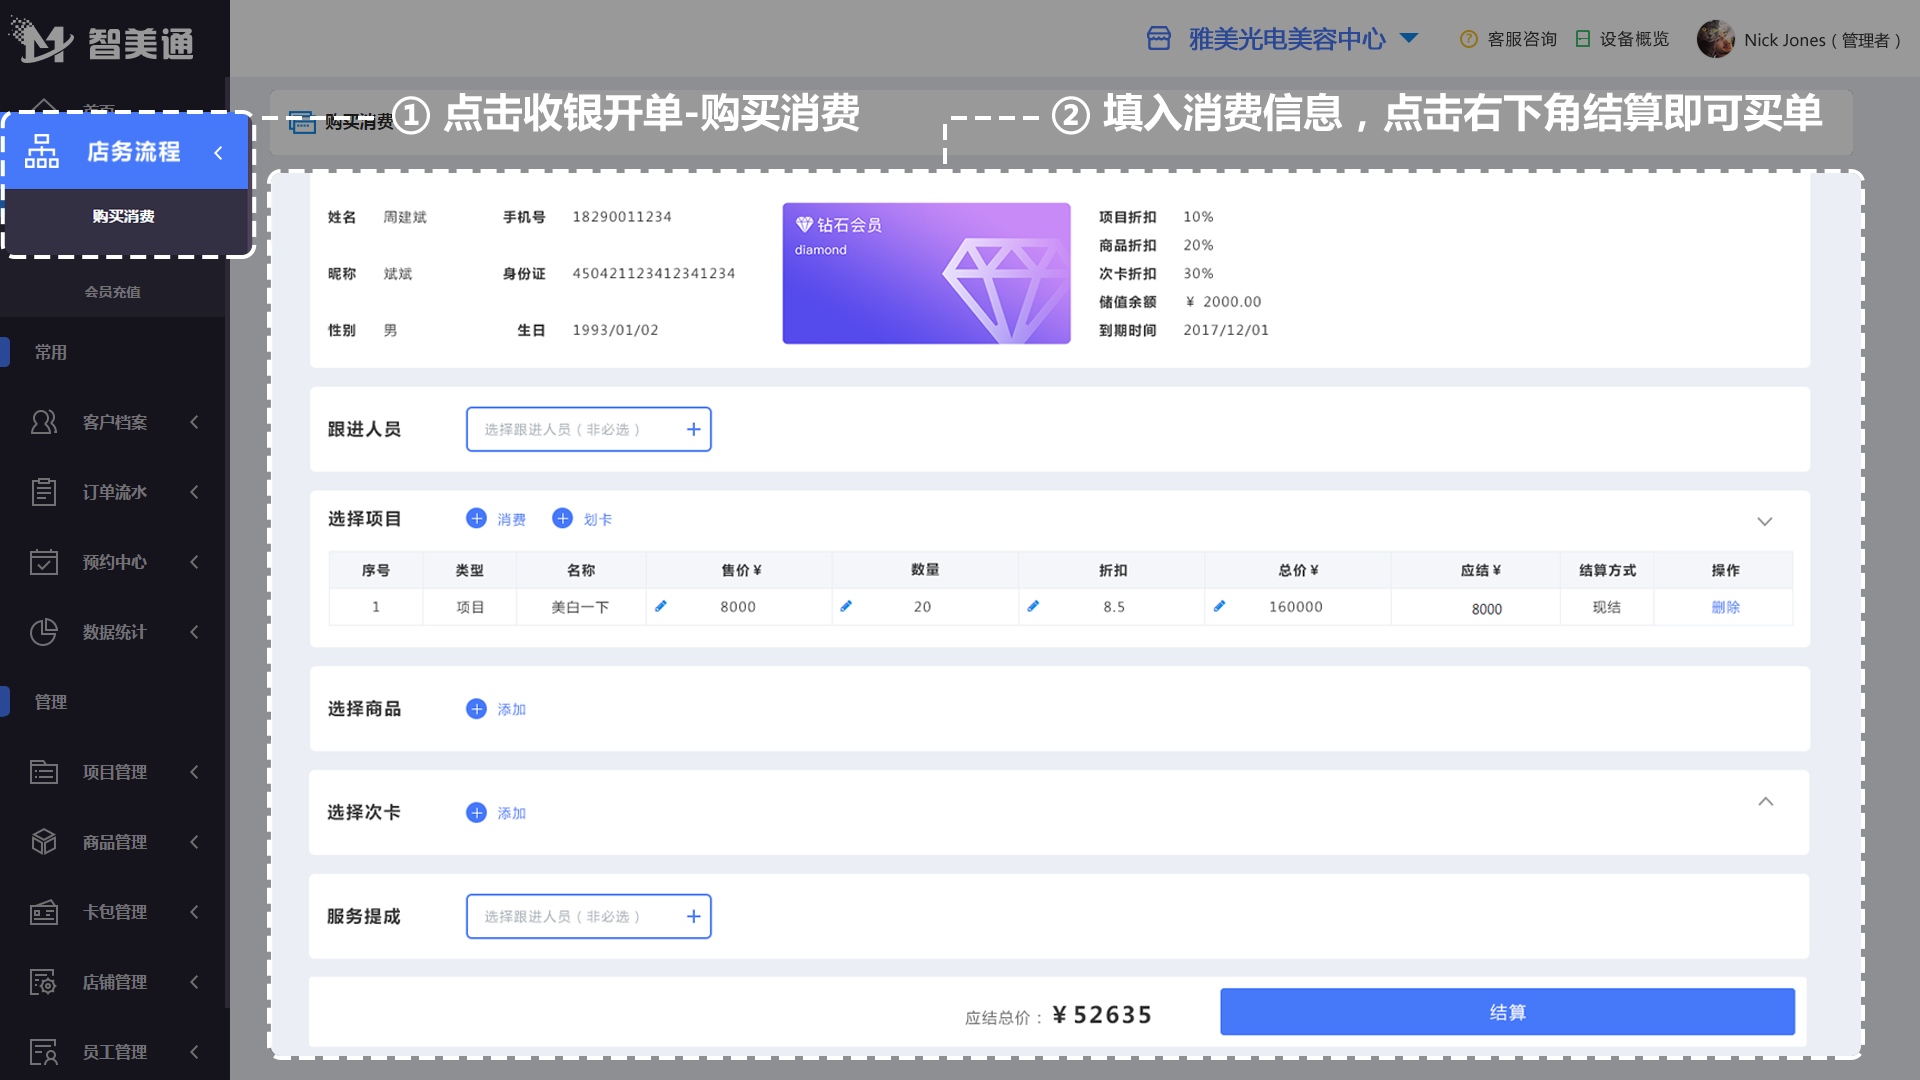 智美通
雅美光电美容中心
客服咨询
设备概览
Nick Jones ( 管理者 )
首页
购买消费
① 点击收银开单-购买消费
② 填入消费信息，点击右下角结算即可买单
店务流程
购买消费
会员充值
常用
客户档案
订单流水
预约中心
数据统计
管理
项目管理
商品管理
卡包管理
店铺管理
员工管理
姓名 周建斌 手机号 18290011234
昵称 斌斌 身份证 450421123412341234
性别 男 生日 1993/01/02
钻石会员
diamond
项目折扣 10%
商品折扣 20%
次卡折扣 30%
储值余额 ¥ 2000.00
到期时间 2017/12/01
跟进人员 选择跟进人员 ( 非必选 )
选择项目 消费 划卡
序号 类型 名称 售价 ¥ 数量 折扣 总价 ¥ 应结 ¥ 结算方式 操作
1 项目 美白一下 8000 20 8.5 160000 8000 现结 删除
选择商品 添加
选择次卡 添加
服务提成 选择跟进人员 ( 非必选 )
应结总价： ¥ 52635 结算